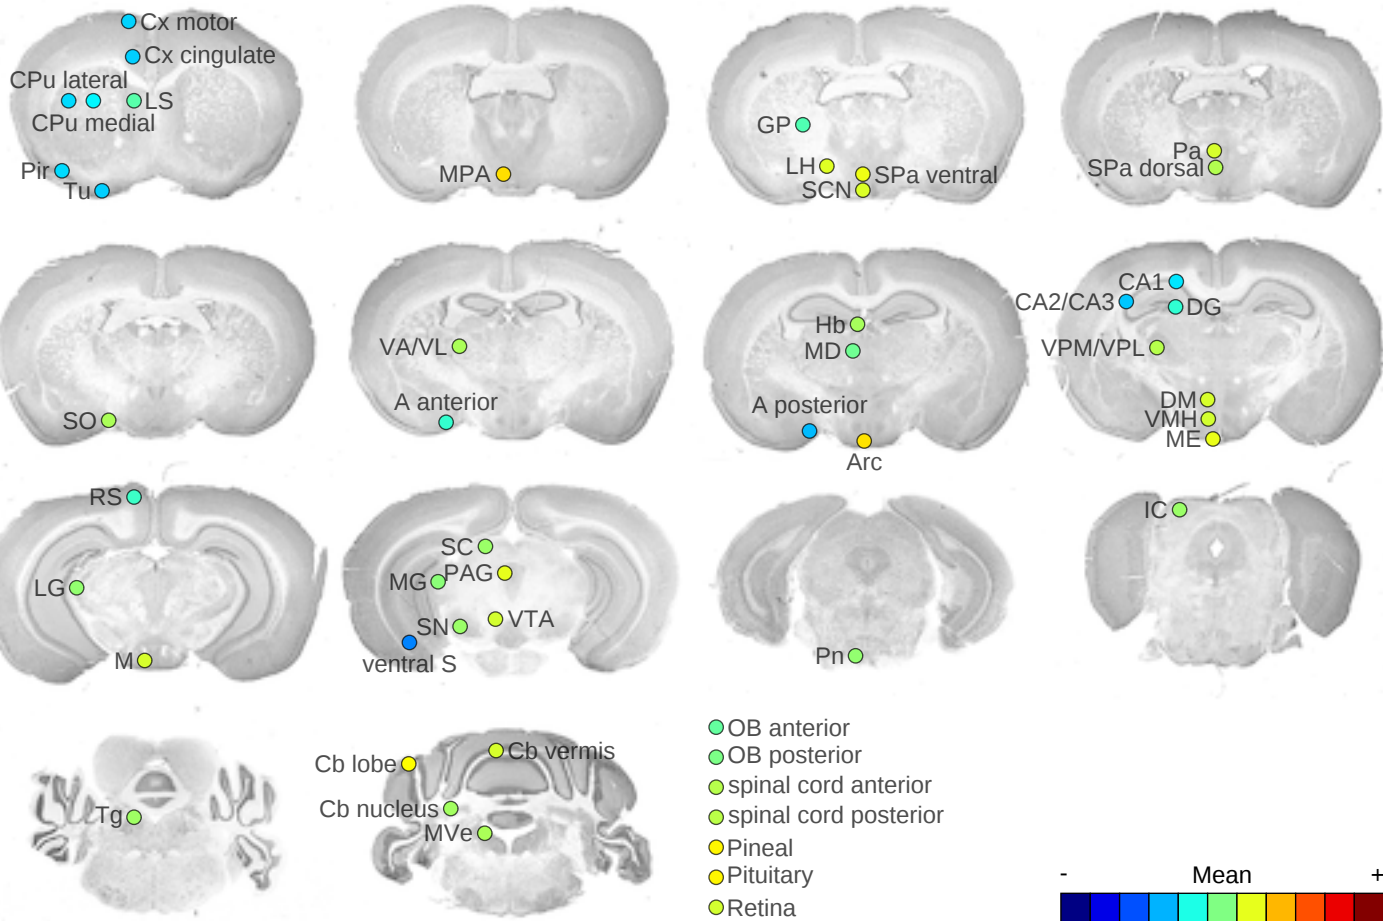 Cx motor
Cx cingulate
CPu lateral
LS
CPu medial
Pir
Tu
MPA
GP
LH
SPa ventral
SCN
Pa
SPa dorsal
SO
VA/VL
A anterior
Hb
MD
A posterior
Arc
CA1
CA2/CA3
DG
VPM/VPL
DM
VMH
ME
RS
LG
M
SC
MG
PAG
SN
VTA
ventral S
Pn
IC
Tg
Cb lobe
Cb vermis
Cb nucleus
MVe
OB anterior
OB posterior
spinal cord anterior
spinal cord posterior
Pineal
Pituitary
Retina
- Mean +